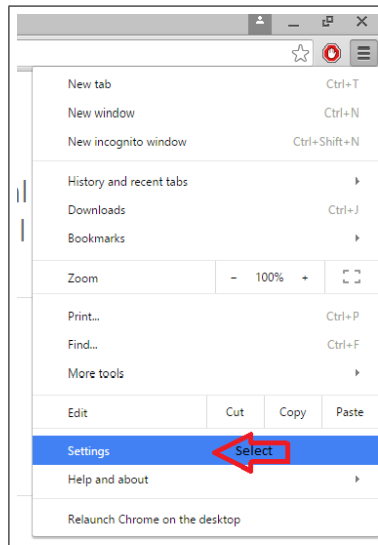 New tab Ctrl+T
New window Ctrl+N
New incognito window Ctrl+Shift+N
History and recent tabs
Downloads Ctrl+J
Bookmarks
Zoom - 100% +
Print... Ctrl+P
Find... Ctrl+F
More tools
Edit Cut Copy Paste
Settings Select
Help and about
Relaunch Chrome on the desktop